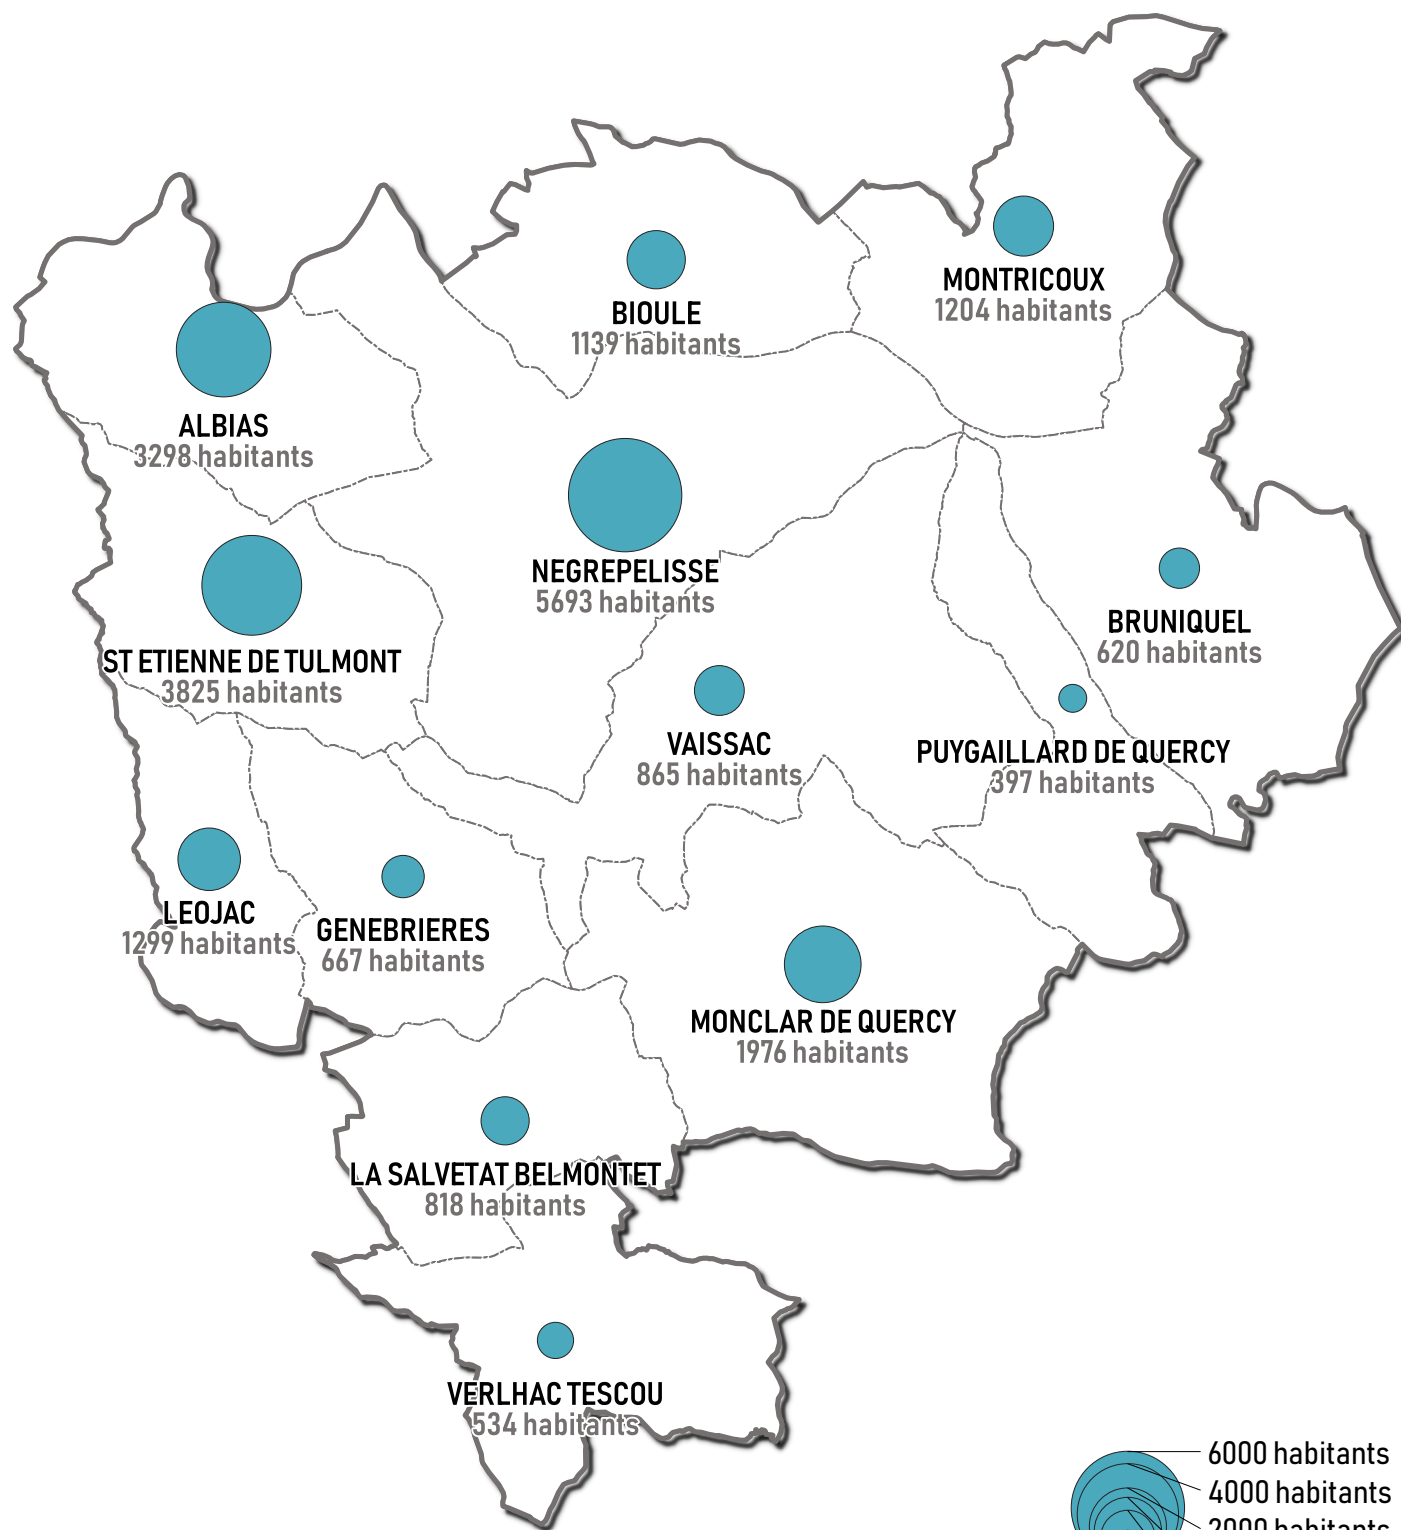 MONTRICOUX
1204 habitants
BIOULE
1139 habitants
ALBIAS
3298 habitants
NEGREPELISSE
5693 habitants
BRUNIQUEL
620 habitants
ST ETIENNE DE TULMONT
3825 habitants
VAISSAC
865 habitants
PUYGAILLARD DE QUERCY
397 habitants
LEOJAC
1299 habitants
GENEBRIERES
667 habitants
MONCLAR DE QUERCY
1976 habitants
LA SALVETAT BELMONTET
818 habitants
VERLHAC TESCOU
534 habitants
6000 habitants
4000 habitants
2000 habitants